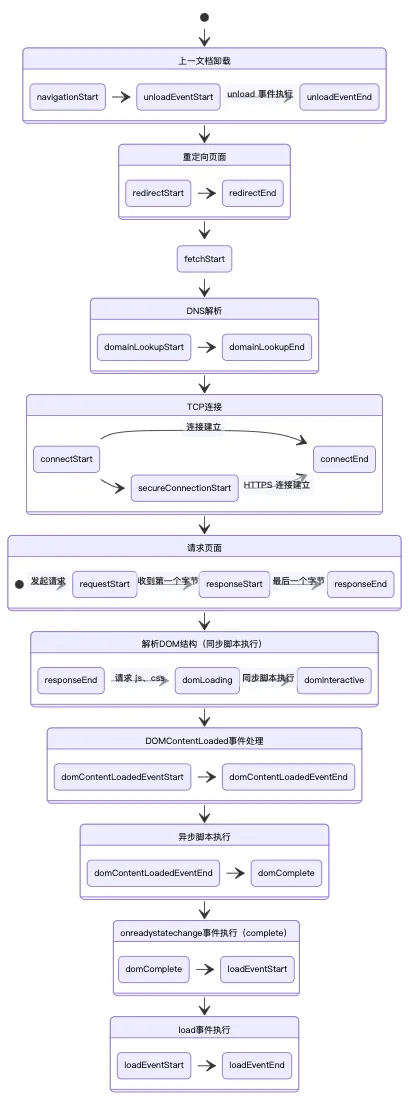 上一文档卸载
navigationStart
unloadEventStart
unload 事件执行
unloadEventEnd
重定向页面
redirectStart
redirectEnd
fetchStart
DNS解析
domainLookupStart
domainLookupEnd
TCP连接
连接建立
connectStart
connectEnd
secureConnectionStart
HTTPS 连接建立
请求页面
发起请求
requestStart
收到第一个字节
responseStart
最后一个字节
responseEnd
解析DOM结构（同步脚本执行）
responseEnd
请求 js、css
domLoading
同步脚本执行
domInteractive
DOMContentLoaded事件处理
domContentLoadedEventStart
domContentLoadedEventEnd
异步脚本执行
domContentLoadedEventEnd
domComplete
onreadystatechange事件执行（complete）
domComplete
loadEventStart
load事件执行
loadEventStart
loadEventEnd